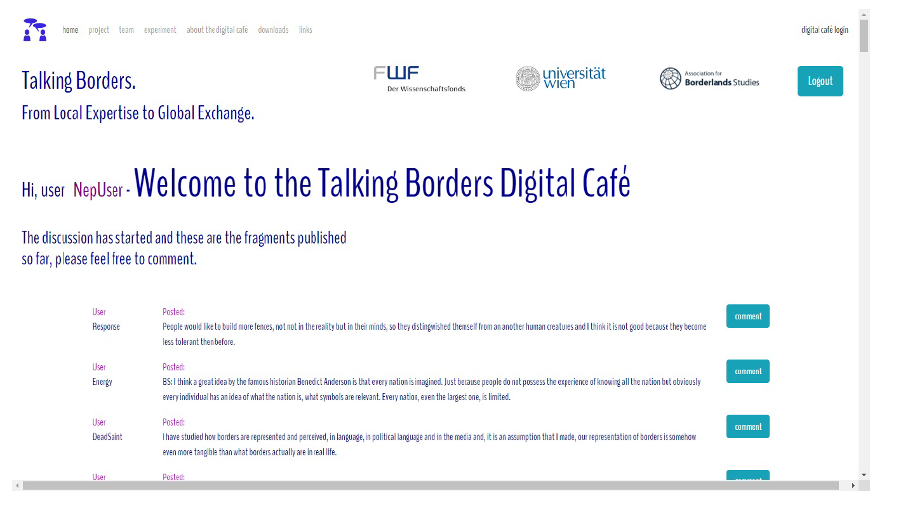 home project team experiment about the digital café downloads links digital café login
Talking Borders.
From Local Expertise to Global Exchange.
FWF
Der Wissenschaftsfonds
universität
wien
Association for
Borderlands Studies
Logout
Hi, user NepUser - Welcome to the Talking Borders Digital Café
The discussion has started and these are the fragments published
so far, please feel free to comment.
User Posted:
Response People would like to build more fences, not not in the reality but in their minds, so they distingwished themself from an another human creatures and I think it is not good because they become
less tolerant then before.
comment
User Posted:
Energy BS: I think a great idea by the famous historian Benedict Anderson is that every nation is imagined. Just because people do not possess the experience of knowing all the nation but obviously
every individual has an idea of what the nation is, what symbols are relevant. Every nation, even the largest one, is limited.
comment
User Posted:
DeadSaint I have studied how borders are represented and perceived, in language, in political language and in the media and, it is an assumption that I made, our representation of borders is somehow
even more tangible than what borders actually are in real life.
comment
User Posted:
comment